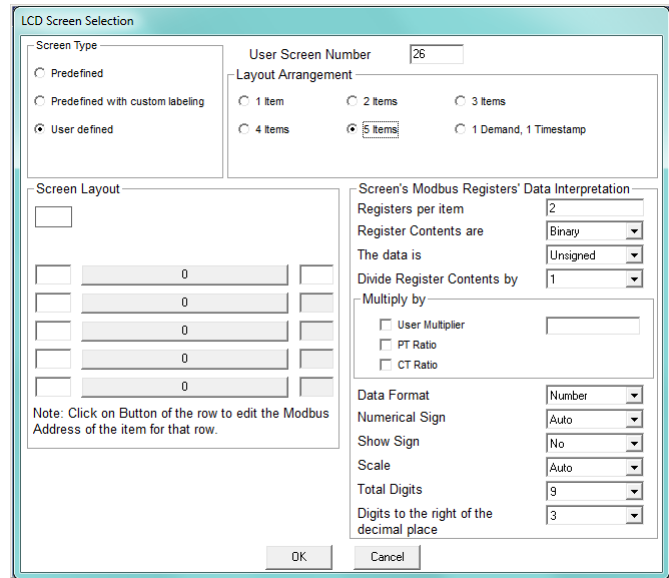 LCD Screen Selection
Screen Type
Predefined
Predefined with custom labeling
User defined
User Screen Number 26
Layout Arrangement
1 Item 2 Items 3 Items
4 Items 5 Items 1 Demand, 1 Timestamp
Screen Layout
0
0
0
0
0
Note: Click on Button of the row to edit the Modbus
Address of the item for that row.
Screen's Modbus Registers' Data Interpretation
Registers per item 2
Register Contents are Binary
The data is Unsigned
Divide Register Contents by 1
Multiply by
User Multiplier
PT Ratio
CT Ratio
Data Format Number
Numerical Sign Auto
Show Sign No
Scale Auto
Total Digits 9
Digits to the right of the 3
decimal place
OK Cancel